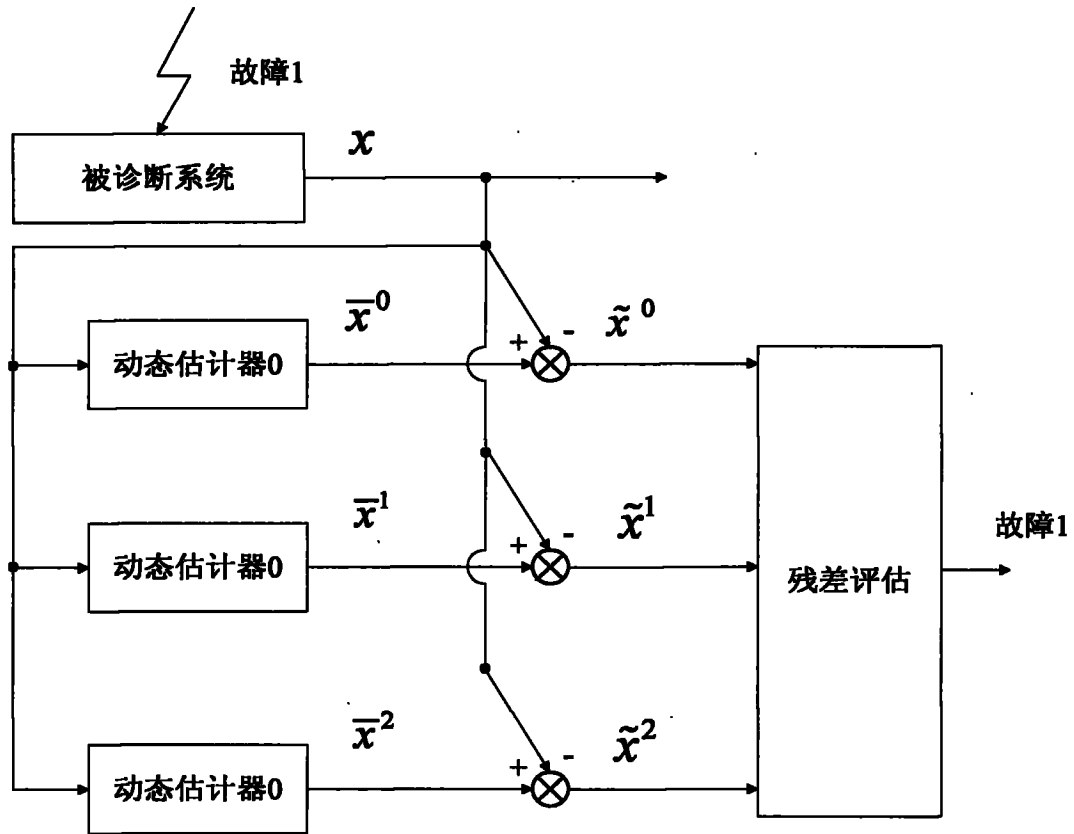 故障1
x
被诊断系统
x̅⁰
- x̃⁰
+
动态估计器0
x̅¹
- x̃¹
+
动态估计器0
故障1
残差评估
x̅²
- x̃²
+
动态估计器0